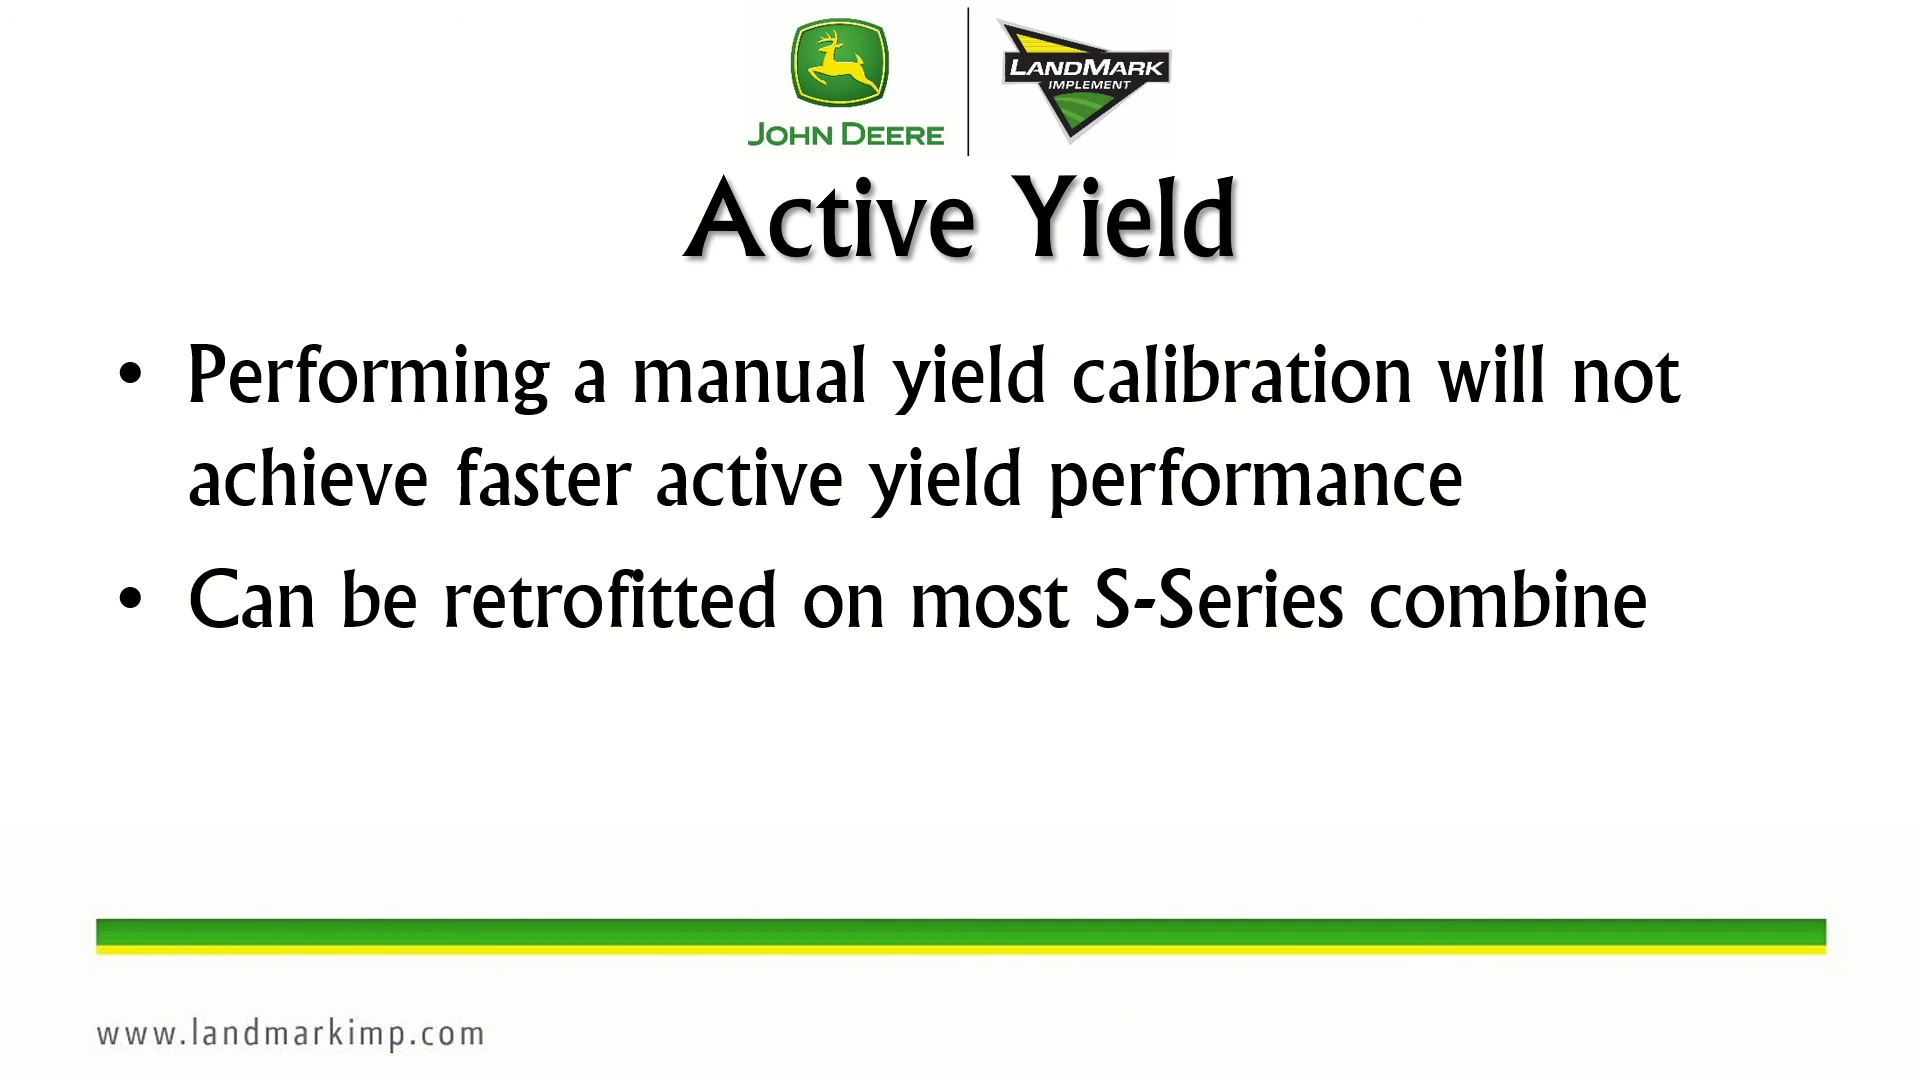 JOHN DEERE
LANDMARK
IMPLEMENT
Active Yield
• Performing a manual yield calibration will not
achieve faster active yield performance
• Can be retrofitted on most S-Series combine
www.landmarkimp.com